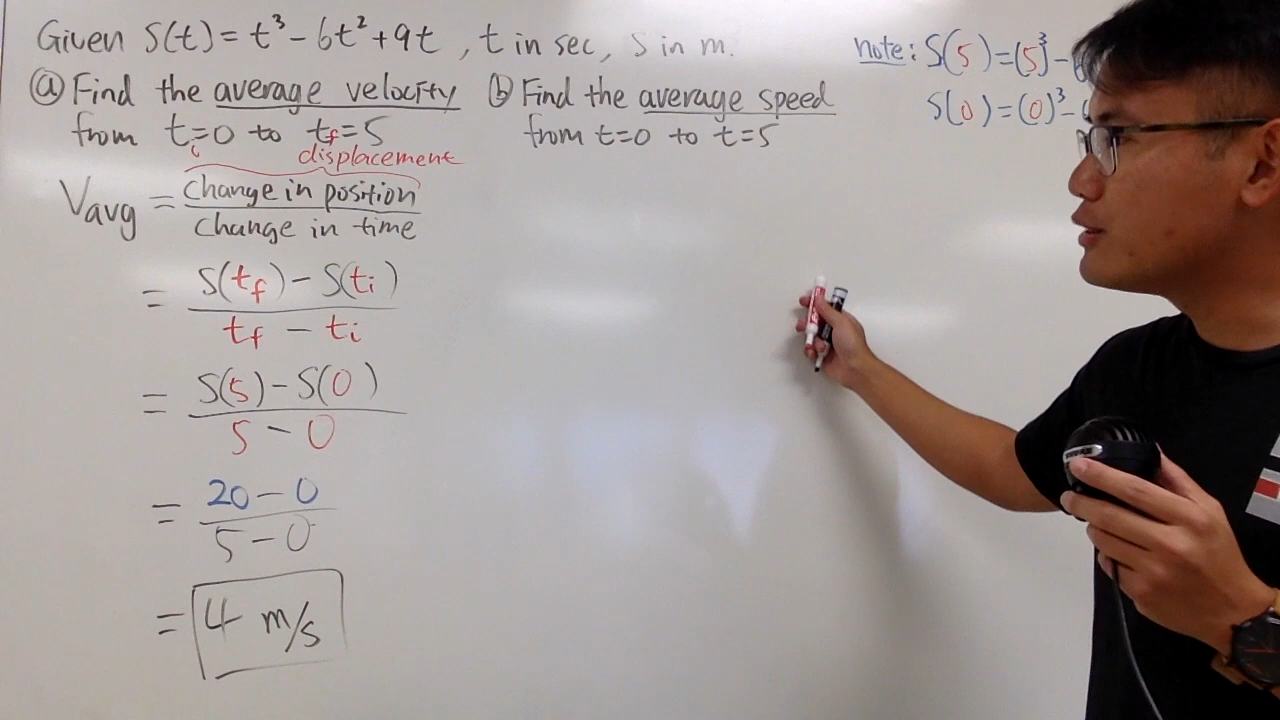 Given S(t) = t³ - 6t² + 9t , t in sec, S in m.
ⓐ Find the average velocity
from tᵢ=0 to t_f=5
displacement
Vavg = change in position / change in time
= S(t_f) - S(tᵢ) / t_f - tᵢ
= S(5) - S(0) / 5 - 0
= 20 - 0 / 5 - 0
= 4 m/s
ⓑ Find the average speed
from t=0 to t=5
note: S(5) = (5)³ -
S(0) = (0)³ -